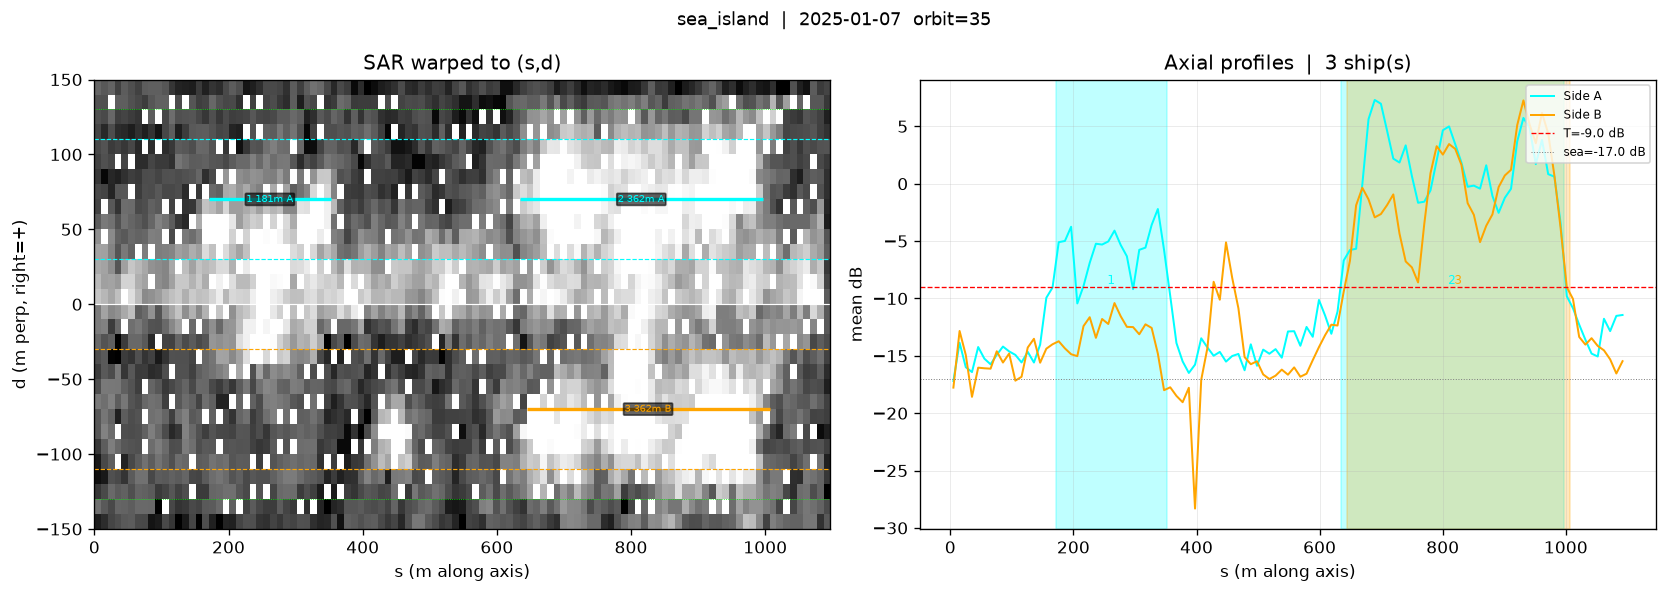 sea_island | 2025-01-07 orbit=35
SAR warped to (s,d)
150
100
50
0
−50
−100
−150
d (m perp, right=+)
1 181m A
2 362m A
3 362m B
0
200
400
600
800
1000
s (m along axis)
Axial profiles | 3 ship(s)
5
0
−5
−10
−15
−20
−25
−30
mean dB
Side A
Side B
T=-9.0 dB
sea=-17.0 dB
1
23
0
200
400
600
800
1000
s (m along axis)